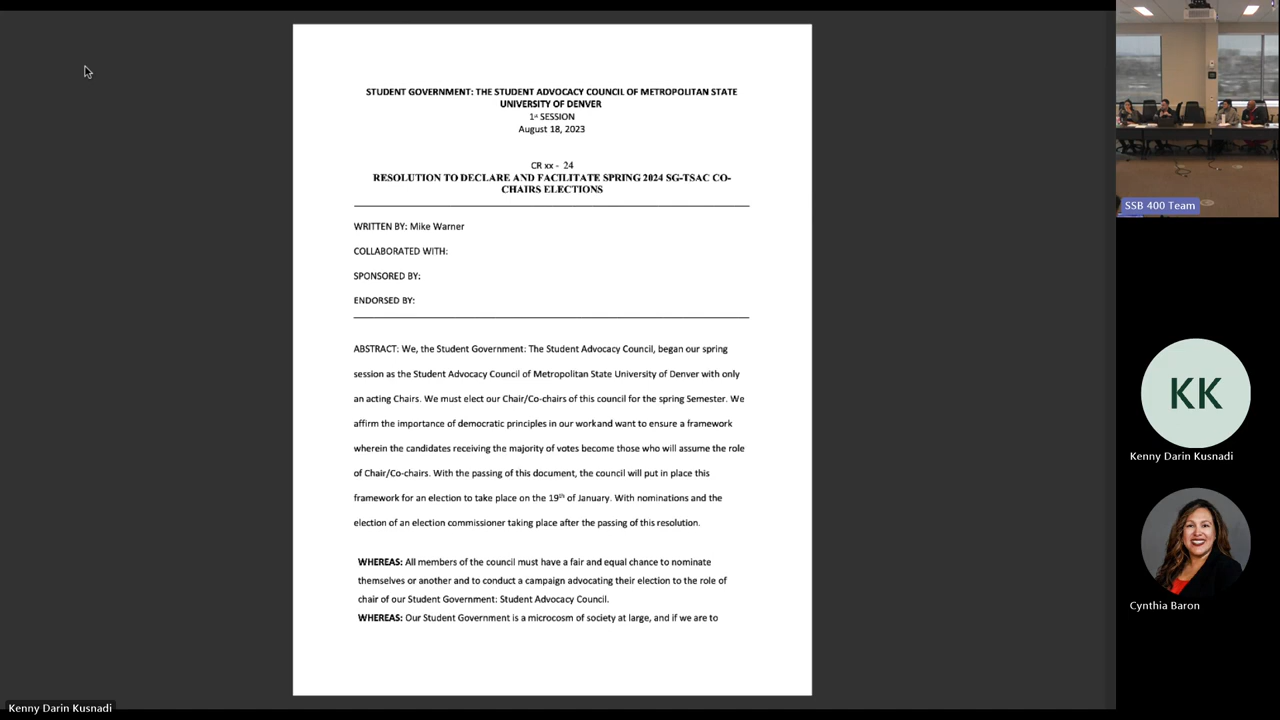 STUDENT GOVERNMENT: THE STUDENT ADVOCACY COUNCIL OF METROPOLITAN STATE
UNIVERSITY OF DENVER
1st SESSION
August 18, 2023
CR xx - 24
RESOLUTION TO DECLARE AND FACILITATE SPRING 2024 SG-TSAC CO-
CHAIRS ELECTIONS
WRITTEN BY: Mike Warner
COLLABORATED WITH:
SPONSORED BY:
ENDORSED BY:
ABSTRACT: We, the Student Government: The Student Advocacy Council, began our spring
session as the Student Advocacy Council of Metropolitan State University of Denver with only
an acting Chairs. We must elect our Chair/Co-chairs of this council for the spring Semester. We
affirm the importance of democratic principles in our workand want to ensure a framework
wherein the candidates receiving the majority of votes become those who will assume the role
of Chair/Co-chairs. With the passing of this document, the council will put in place this
framework for an election to take place on the 19th of January. With nominations and the
election of an election commissioner taking place after the passing of this resolution.
WHEREAS: All members of the council must have a fair and equal chance to nominate
themselves or another and to conduct a campaign advocating their election to the role of
chair of our Student Government: Student Advocacy Council.
WHEREAS: Our Student Government is a microcosm of society at large, and if we are to
SSB 400 Team
KK
Kenny Darin Kusnadi
Cynthia Baron
Kenny Darin Kusnadi